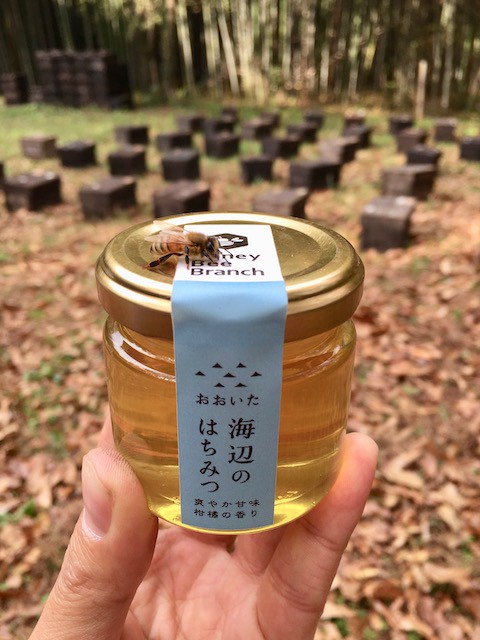 Honey
Bee
Branch
おおいた
海辺の
はちみつ
爽やか甘味
柑橘の香り